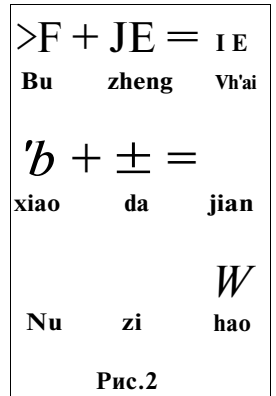 >F + JE = I E
Bu zheng Vh'ai
'b + ± =
xiao da jian
W
Nu zi hao
Рис.2